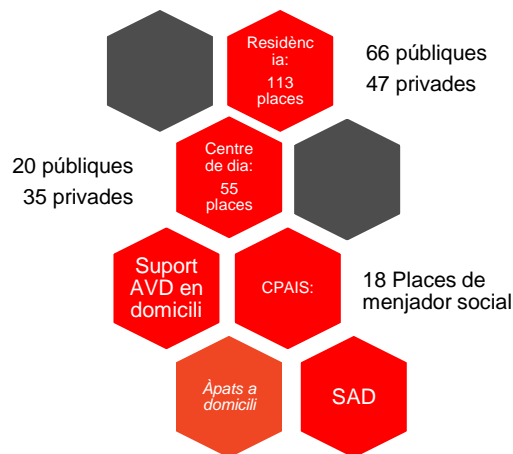 Residènc
ia:
113
places
66 públiques
47 privades
20 públiques
35 privades
Centre
de dia:
55
places
Suport
AVD en
domicili
CPAIS:
18 Places de
menjador social
Àpats a
domicili
SAD